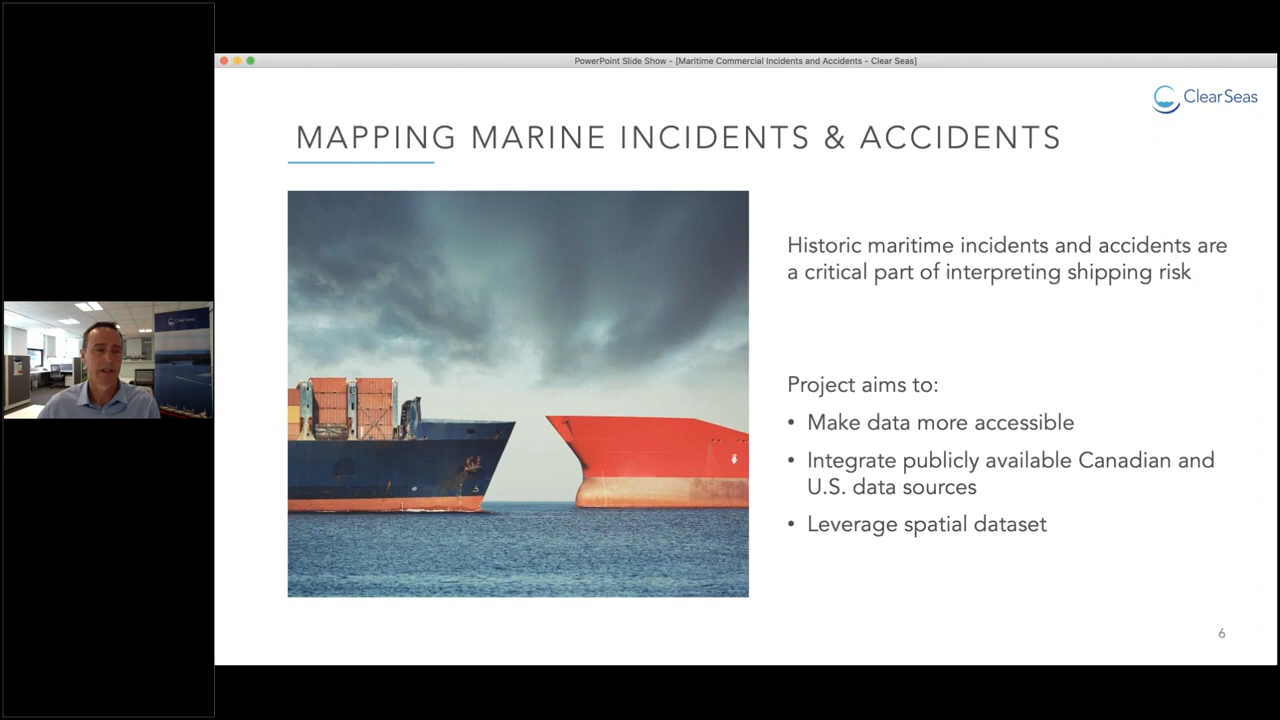 PowerPoint Slide Show - [Maritime Commercial Incidents and Accidents - Clear Seas]
ClearSeas
MAPPING MARINE INCIDENTS & ACCIDENTS
Historic maritime incidents and accidents are
a critical part of interpreting shipping risk
Project aims to:
• Make data more accessible
• Integrate publicly available Canadian and
U.S. data sources
• Leverage spatial dataset
6
ClearSeas